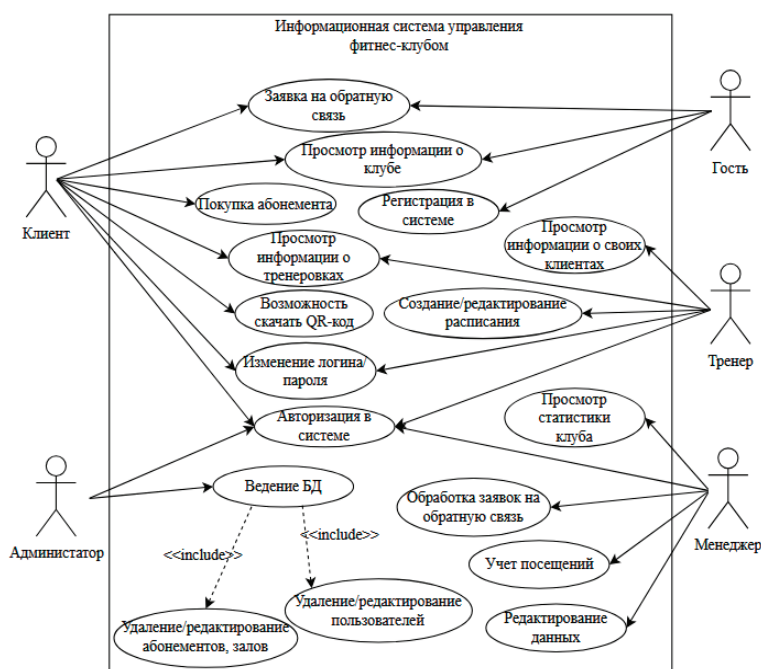 Информационная система управления
фитнес-клубом
Заявка на обратную
связь
Просмотр информации о
клубе
Гость
Клиент
Покупка абонемента
Регистрация в
системе
Просмотр
информации о
тренеровках
Просмотр
информации о своих
клиентах
Возможность
скачать QR-код
Создание/редактирование
расписания
Тренер
Изменение логина/
пароля
Авторизация в
системе
Просмотр
статистики
клуба
Администатор
Ведение БД
Обработка заявок на
обратную связь
Менеджер
<<include>>
<<include>>
Учет посещений
Удаление/редактирование
абонементов, залов
Удаление/редактирование
пользователей
Редактирование
данных